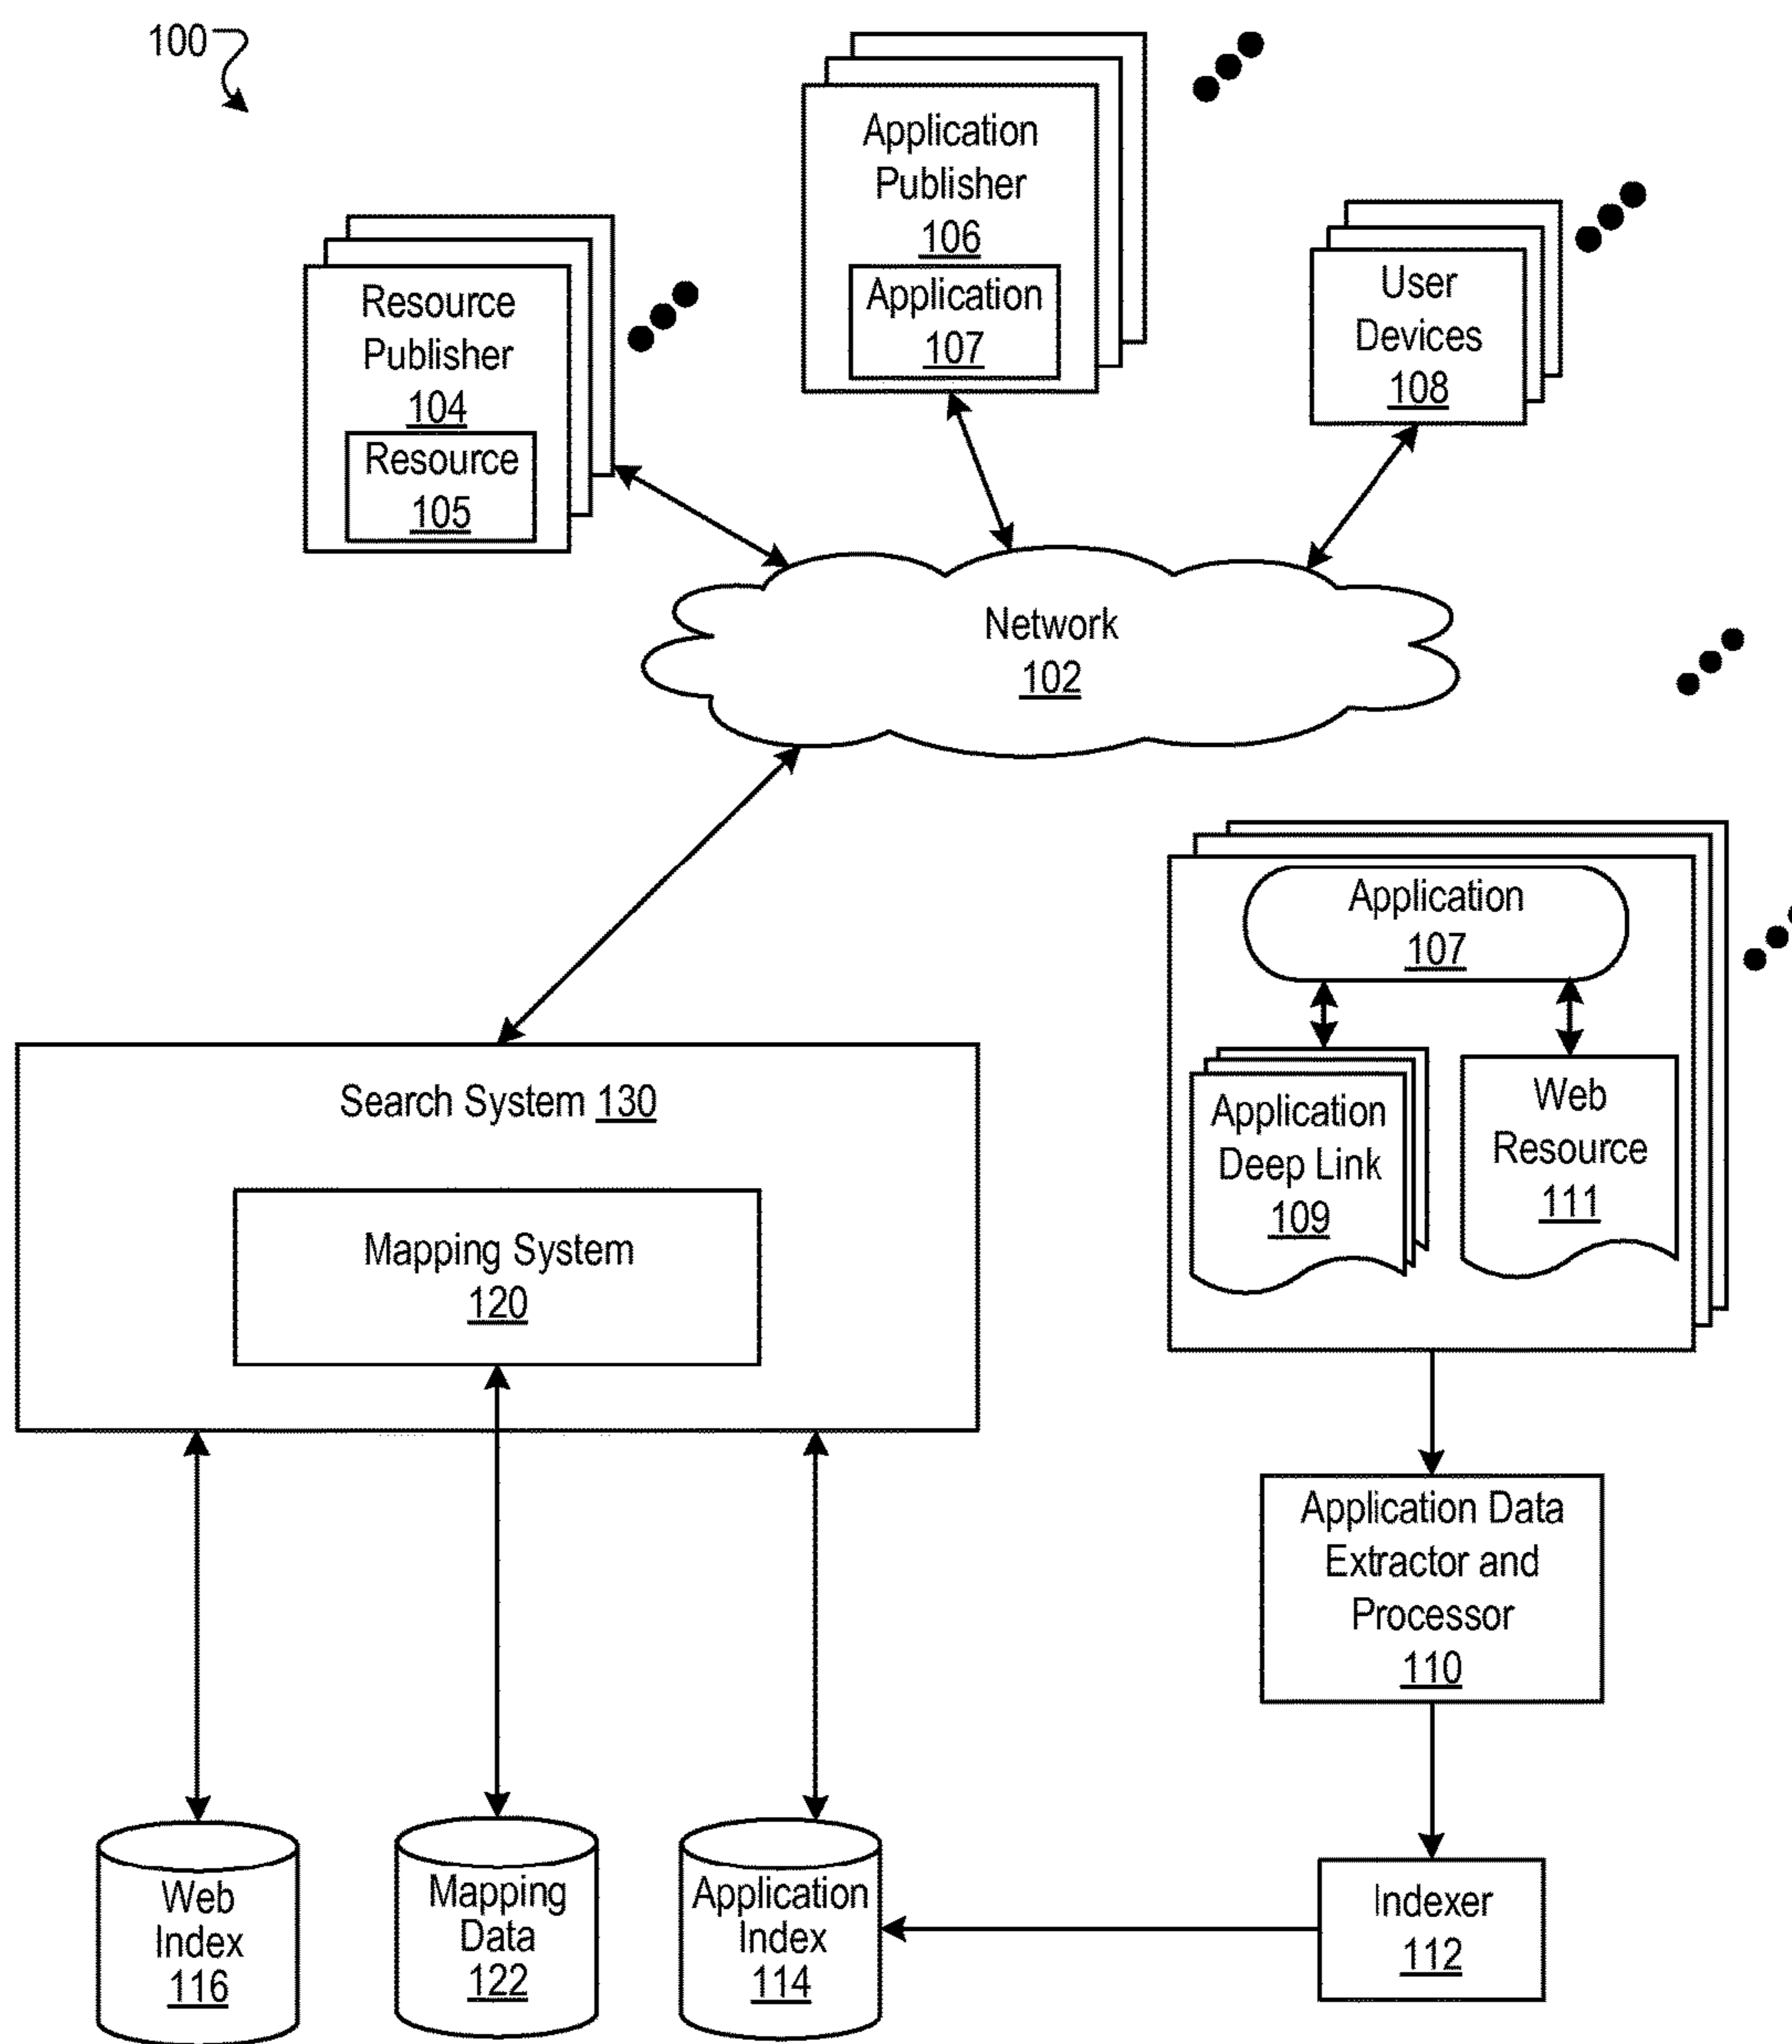 100
Application
Publisher
106
Application
107
User
Devices
108
Resource
Publisher
104
Resource
105
Network
102
Application
107
Application
Deep Link
109
Web
Resource
111
Search System 130
Mapping System
120
Application Data
Extractor and
Processor
110
Web
Index
116
Mapping
Data
122
Application
Index
114
Indexer
112